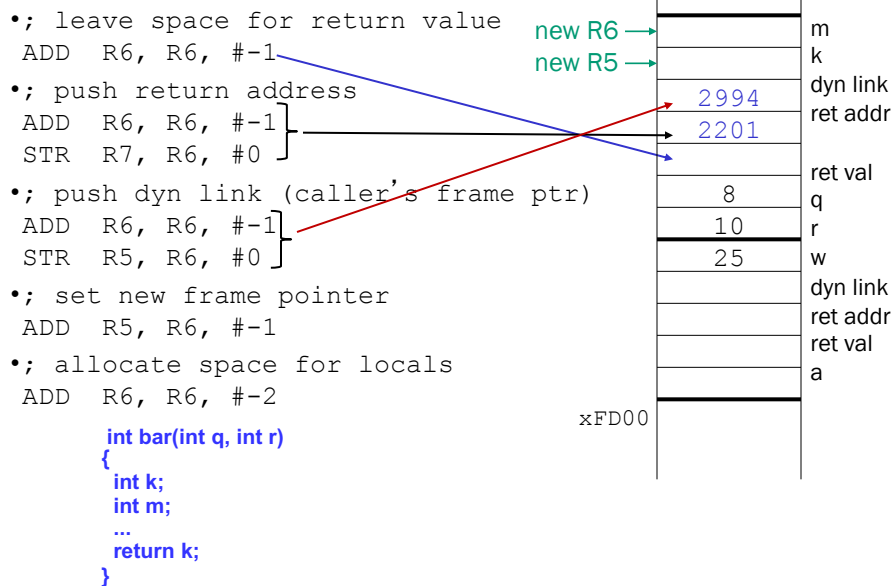 •; leave space for return value
ADD R6, R6, #-1
•; push return address
ADD R6, R6, #-1
STR R7, R6, #0
•; push dyn link (caller's frame ptr)
ADD R6, R6, #-1
STR R5, R6, #0
•; set new frame pointer
ADD R5, R6, #-1
•; allocate space for locals
ADD R6, R6, #-2
int bar(int q, int r)
{
int k;
int m;
...
return k;
}
new R6
new R5
2994
2201
8
10
25
xFD00
m
k
dyn link
ret addr
ret val
q
r
w
dyn link
ret addr
ret val
a